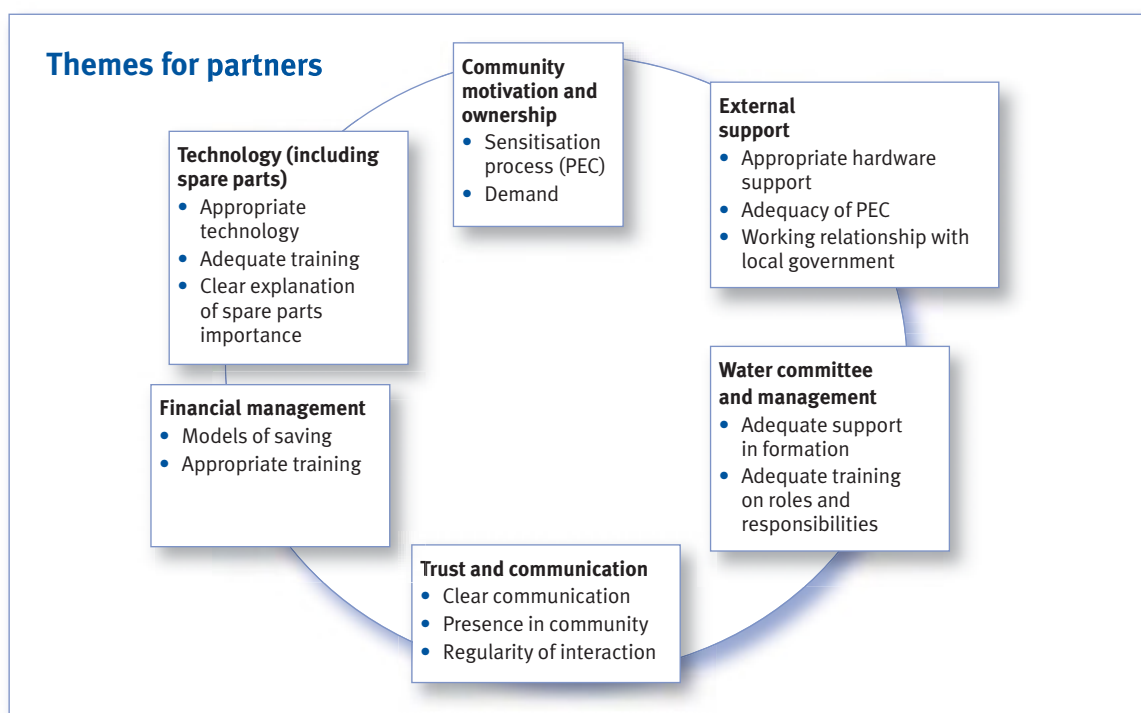 Themes for partners
Community
motivation and
ownership
• Sensitisation
process (PEC)
• Demand
External
support
• Appropriate hardware
support
• Adequacy of PEC
• Working relationship with
local government
Water committee
and management
• Adequate support
in formation
• Adequate training
on roles and
responsibilities
Trust and communication
• Clear communication
• Presence in community
• Regularity of interaction
Financial management
• Models of saving
• Appropriate training
Technology (including
spare parts)
• Appropriate
technology
• Adequate training
• Clear explanation
of spare parts
importance